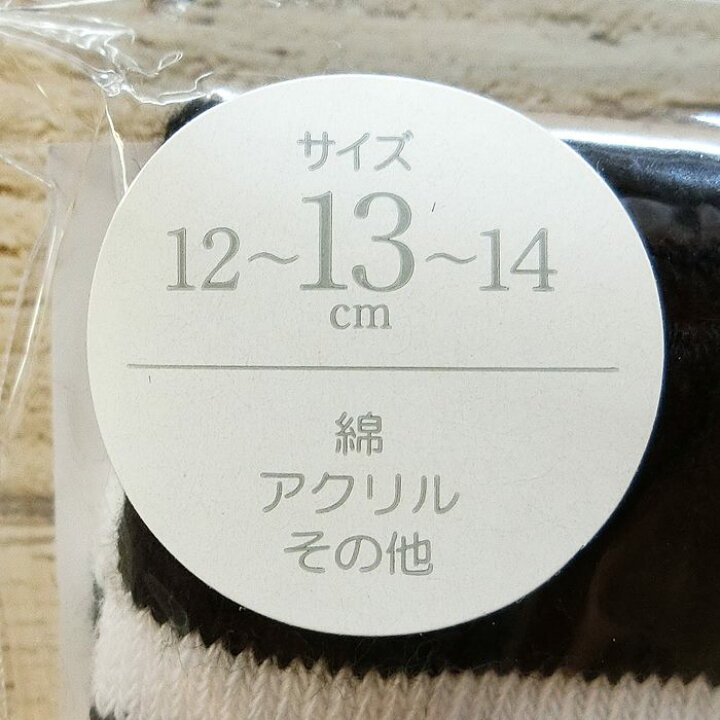 サイズ
12～13～14
cm
綿
アクリル
その他